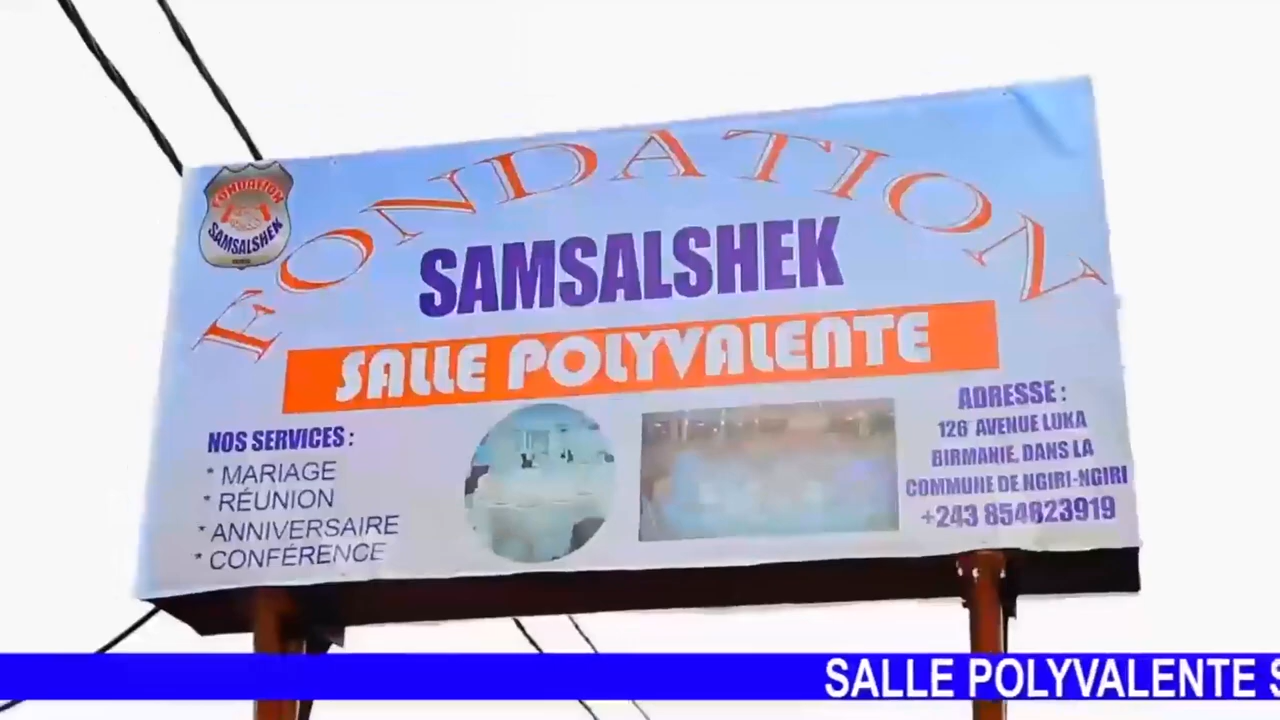 FONDATION
SAMSALSHEK
FONDATION
SAMSALSHEK
SALLE POLYVALENTE
NOS SERVICES :
* MARIAGE
* RÉUNION
* ANNIVERSAIRE
* CONFÉRENCE
ADRESSE :
126 AVENUE LUKA
BIRMANIE, DANS LA
COMMUNE DE NGIRI-NGIRI
+243 854823919
SALLE POLYVALENTE S